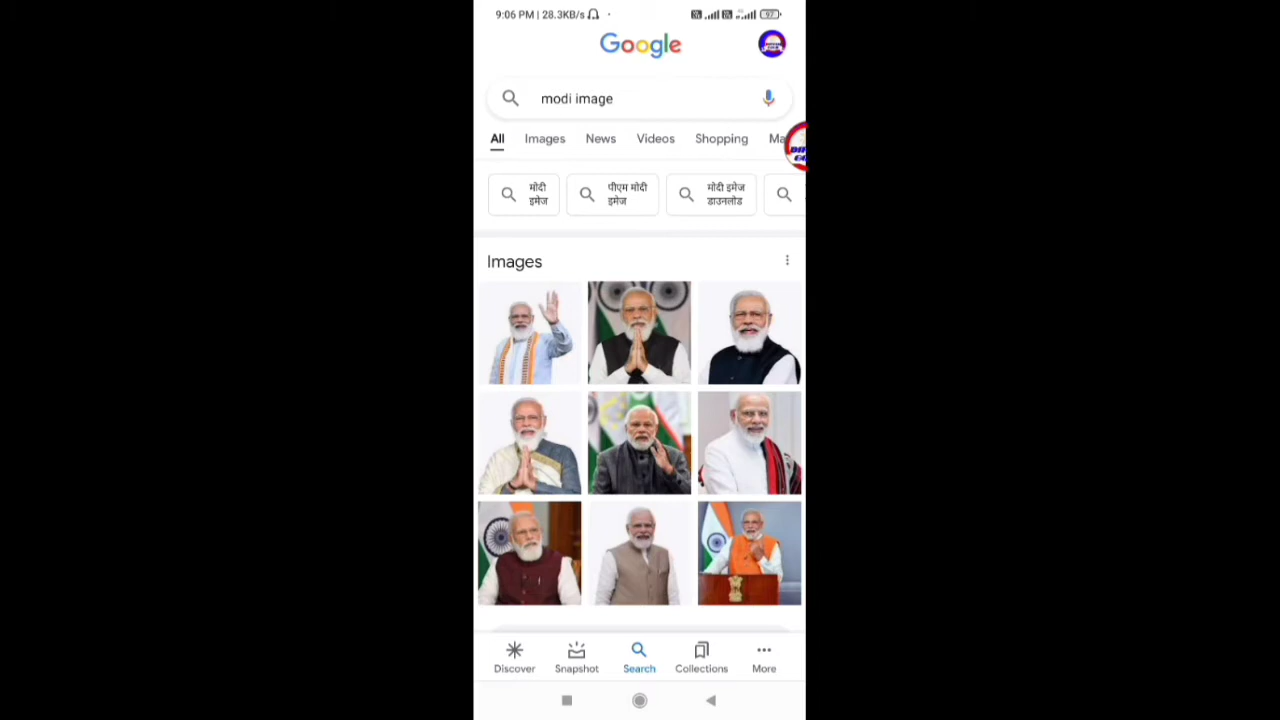 9:06 PM | 28.3KB/s
97
Google
modi image
All Images News Videos Shopping Ma
मोदी इमेज
पीएम मोदी इमेज
मोदी इमेज डाउनलोड
Images
Discover Snapshot Search Collections More